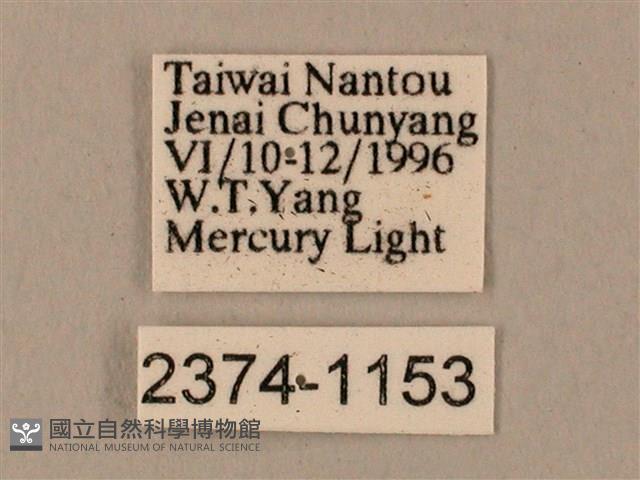 Taiwai Nantou
Jenai Chunyang
VI/10-12/1996
W.T.Yang
Mercury Light
2374-1153
國立自然科學博物館
NATIONAL MUSEUM OF NATURAL SCIENCE